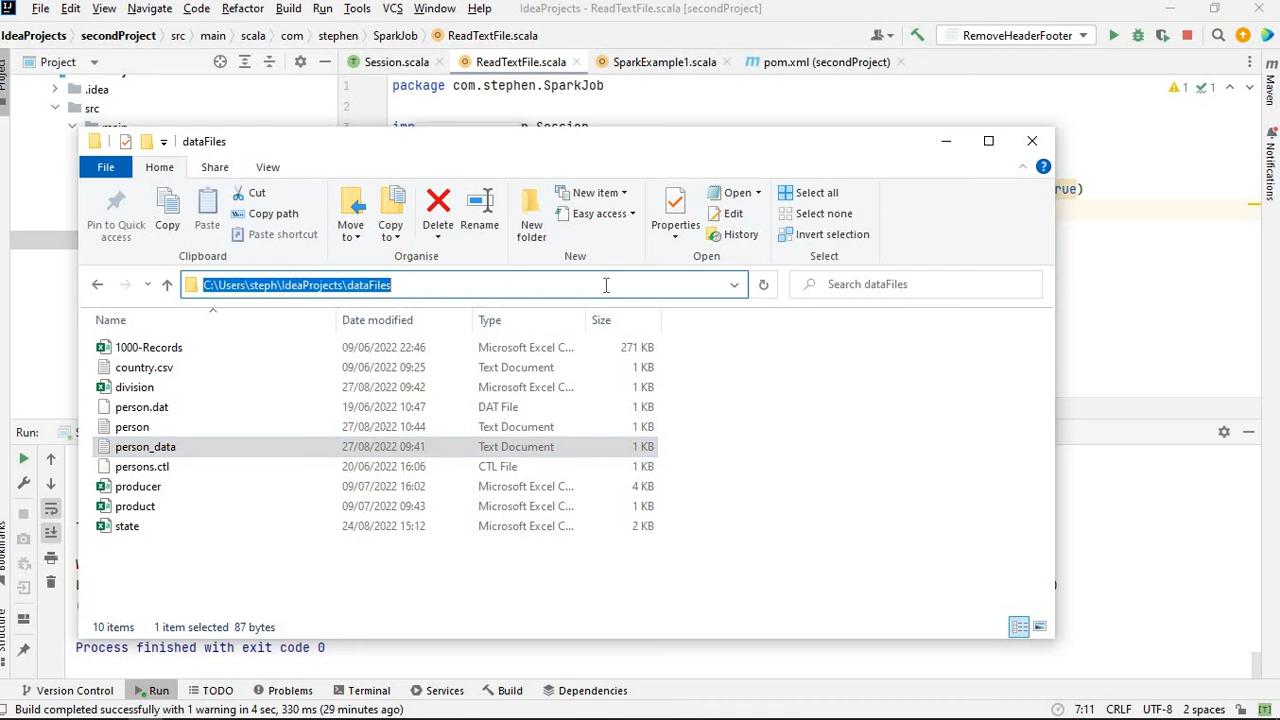 File Edit View Navigate Code Refactor Build Run Tools VCS Window Help IdeaProjects - ReadTextFile.scala [secondProject]
IdeaProjects secondProject src main scala com stephen SparkJob ReadTextFile.scala RemoveHeaderFooter
Project Session.scala ReadTextFile.scala SparkExample1.scala pom.xml (secondProject)
1 package com.stephen.SparkJob
.idea
2
src
Maven
Notifications
dataFiles
File Home Share View
Pin to Quick access
Copy
Paste
Cut
Copy path
Paste shortcut
Clipboard
Move to
Copy to
Delete
Rename
Organise
New folder
New item
Easy access
New
Properties
Open
Edit
History
Open
Select all
Select none
Invert selection
Select
C:\Users\steph\IdeaProjects\dataFiles
Search dataFiles
Name Date modified Type Size
1000-Records 09/06/2022 22:46 Microsoft Excel C... 271 KB
country.csv 09/06/2022 09:25 Text Document 1 KB
division 27/08/2022 09:42 Microsoft Excel C... 1 KB
person.dat 19/06/2022 10:47 DAT File 1 KB
person 27/08/2022 10:44 Text Document 1 KB
person_data 27/08/2022 09:41 Text Document 1 KB
persons.ctl 20/06/2022 16:06 CTL File 1 KB
producer 09/07/2022 16:02 Microsoft Excel C... 4 KB
product 09/07/2022 09:43 Microsoft Excel C... 1 KB
state 24/08/2022 15:12 Microsoft Excel C... 2 KB
10 items 1 item selected 87 bytes
Run:
Process finished with exit code 0
Version Control Run TODO Problems Terminal Services Build Dependencies
Build completed successfully with 1 warning in 4 sec, 330 ms (29 minutes ago) 7:11 CRLF UTF-8 2 spaces